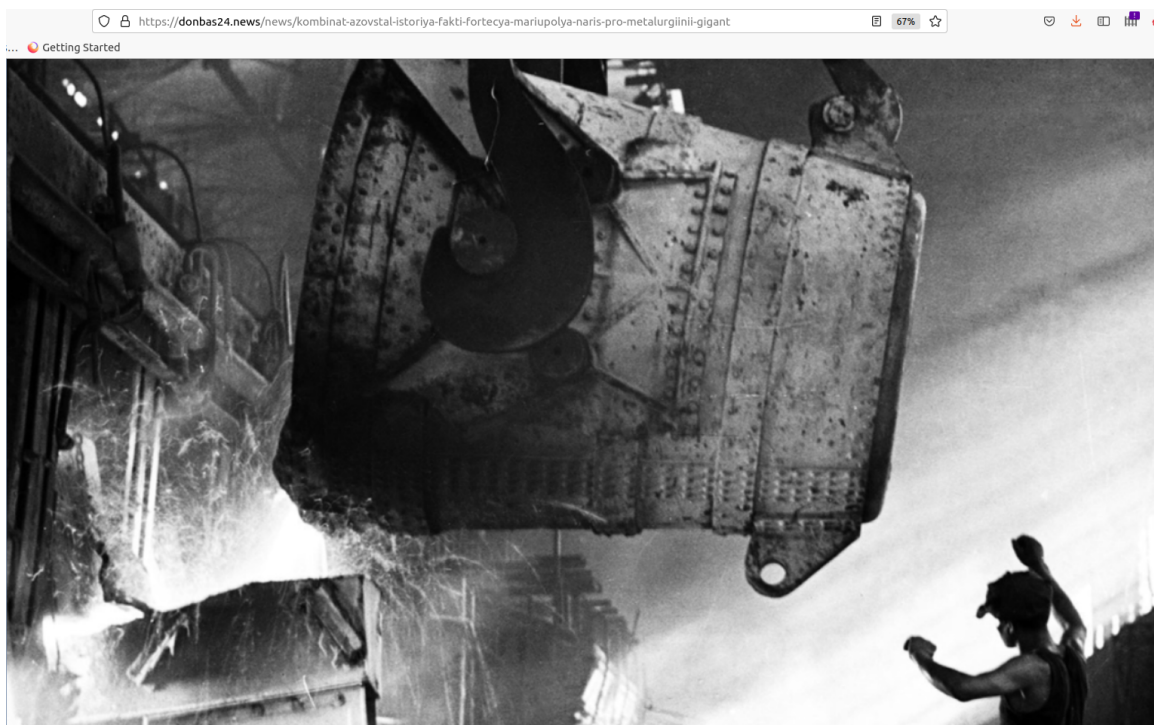 https://donbas24.news/news/kombinat-azovstal-istoriya-fakti-fortecya-mariupolya-naris-pro-metalurgiinii-gigant
67%
... Getting Started